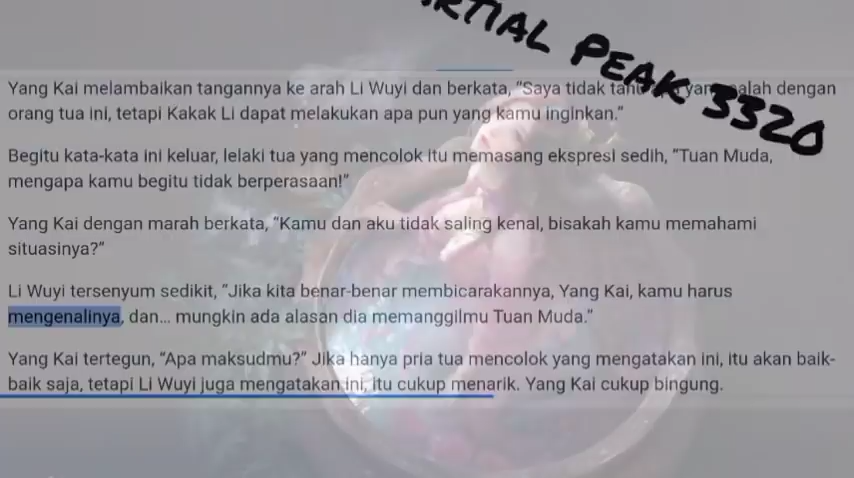 ARTIAL PEAK 3320
Yang Kai melambaikan tangannya ke arah Li Wuyi dan berkata, “Saya tidak salah dengan
orang tua ini, tetapi Kakak Li dapat melakukan apa pun yang kamu inginkan.”
Begitu kata-kata ini keluar, lelaki tua yang mencolok itu memasang ekspresi sedih, “Tuan Muda,
mengapa kamu begitu tidak berperasaan!”
Yang Kai dengan marah berkata, “Kamu dan aku tidak saling kenal, bisakah kamu memahami
situasinya?”
Li Wuyi tersenyum sedikit, “Jika kita benar-benar membicarakannya, Yang Kai, kamu harus
mengenalinya, dan... mungkin ada alasan dia memanggilmu Tuan Muda.”
Yang Kai tertegun, “Apa maksudmu?” Jika hanya pria tua mencolok yang mengatakan ini, itu akan baik-
baik saja, tetapi Li Wuyi juga mengatakan ini, itu cukup menarik. Yang Kai cukup bingung.